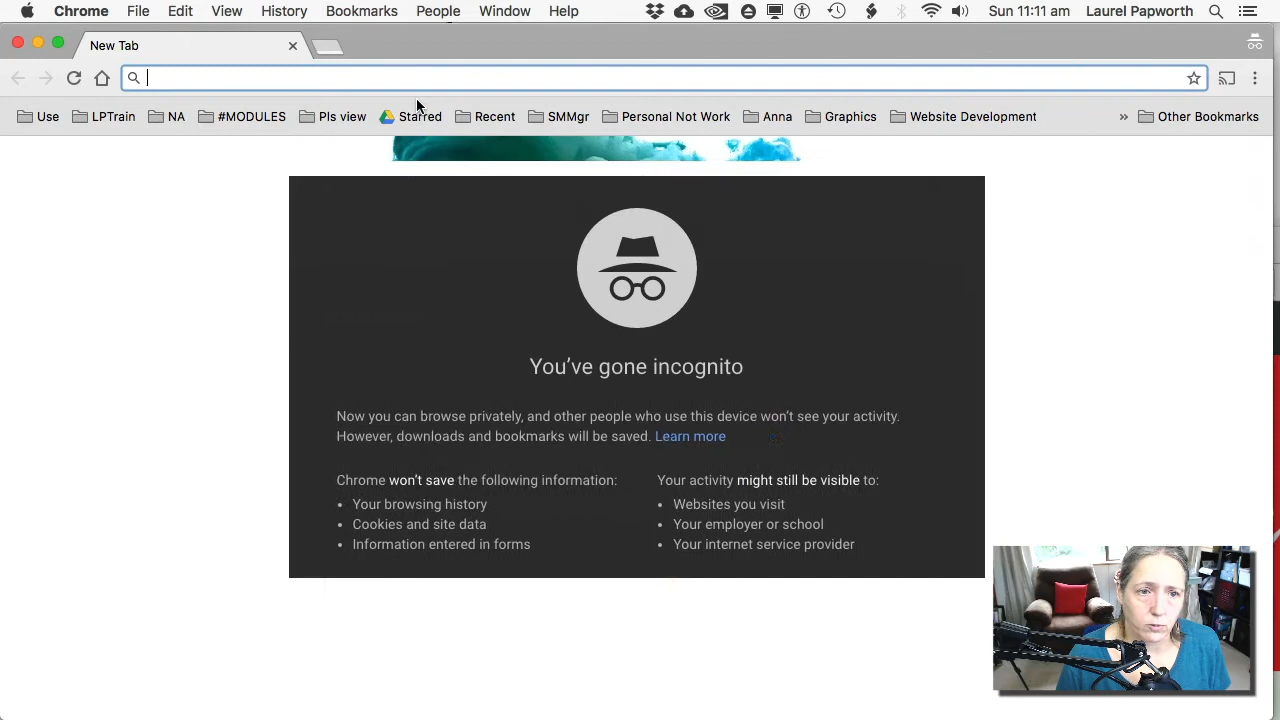 Chrome File Edit View History Bookmarks People Window Help Sun 11:11 am Laurel Papworth
New Tab
Use LPTrain NA #MODULES Pls view Starred Recent SMMgr Personal Not Work Anna Graphics Website Development » Other Bookmarks
You've gone incognito
Now you can browse privately, and other people who use this device won't see your activity.
However, downloads and bookmarks will be saved. Learn more
Chrome won't save the following information:
• Your browsing history
• Cookies and site data
• Information entered in forms
Your activity might still be visible to:
• Websites you visit
• Your employer or school
• Your internet service provider